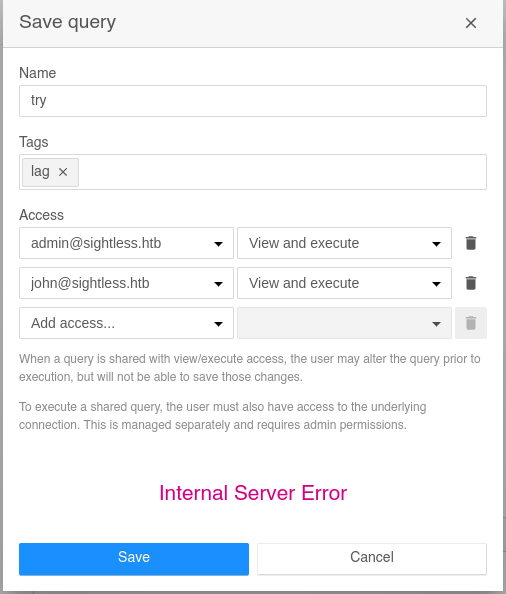 Save query
Name
try
Tags
lag
Access
admin@sightless.htb View and execute
john@sightless.htb View and execute
Add access...
When a query is shared with view/execute access, the user may alter the query prior to
execution, but will not be able to save those changes.
To execute a shared query, the user must also have access to the underlying
connection. This is managed separately and requires admin permissions.
Internal Server Error
Save Cancel